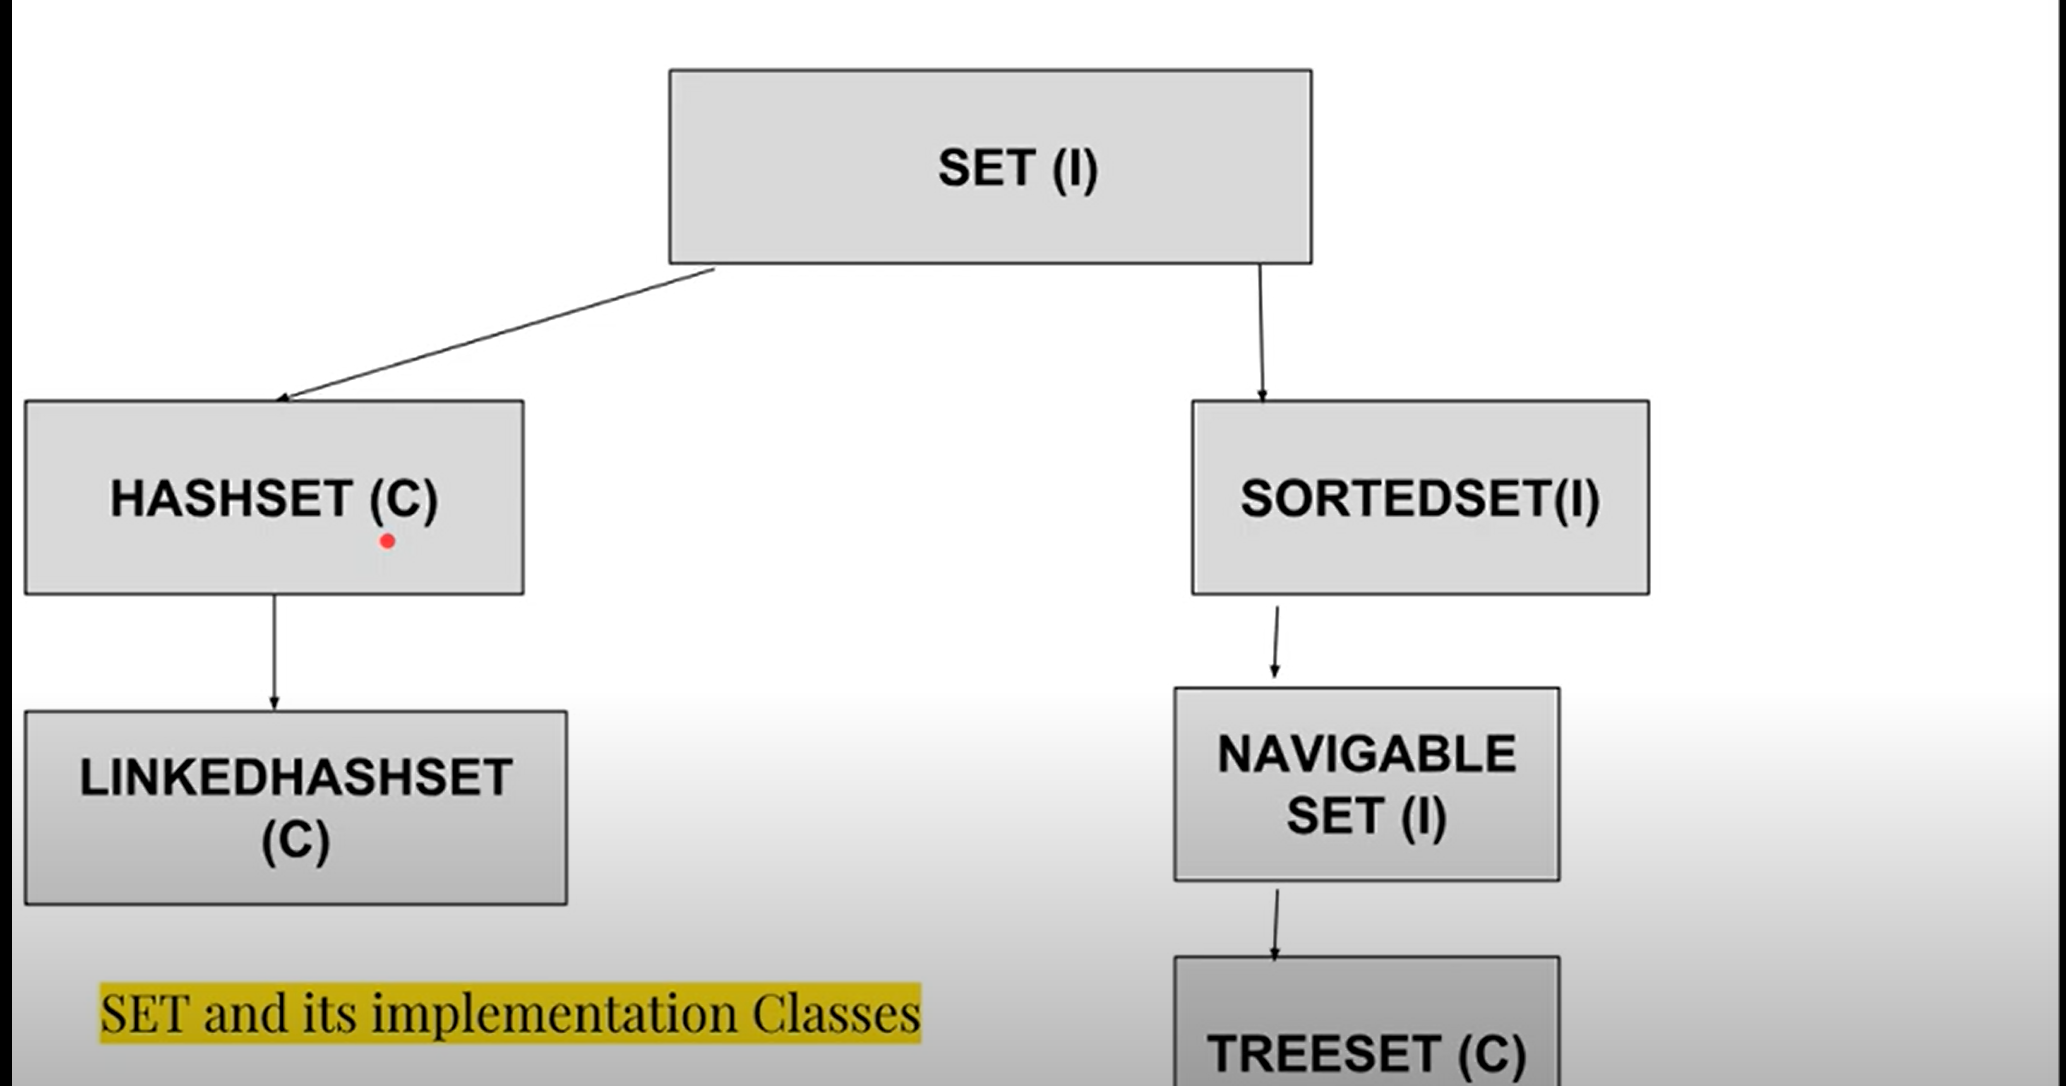 SET (I)
HASHSET (C)
SORTEDSET(I)
LINKEDHASHSET
(C)
NAVIGABLE
SET (I)
SET and its implementation Classes
TREESET (C)